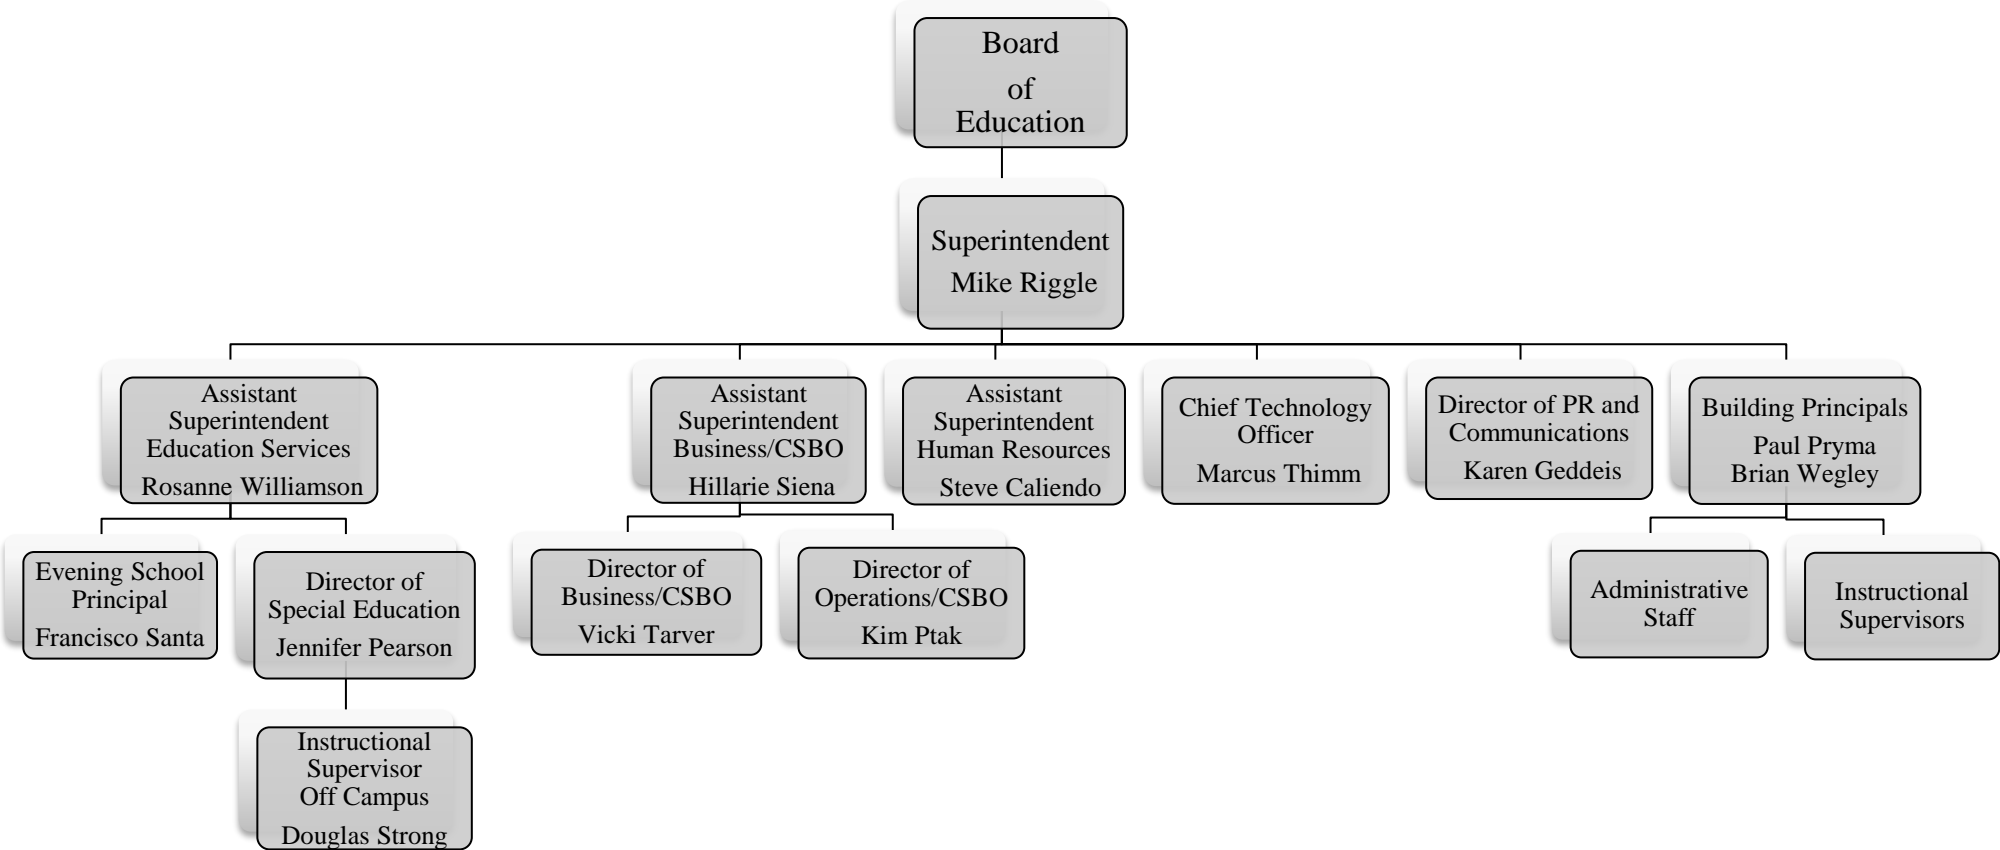 Board
of
Education
Superintendent
Mike Riggle
Assistant
Superintendent
Education Services
Rosanne Williamson
Assistant
Superintendent
Business/CSBO
Hillarie Siena
Assistant
Superintendent
Human Resources
Steve Caliendo
Chief Technology
Officer
Marcus Thimm
Director of PR and
Communications
Karen Geddeis
Building Principals
Paul Pryma
Brian Wegley
Evening School
Principal
Francisco Santa
Director of
Special Education
Jennifer Pearson
Director of
Business/CSBO
Vicki Tarver
Director of
Operations/CSBO
Kim Ptak
Administrative
Staff
Instructional
Supervisors
Instructional
Supervisor
Off Campus
Douglas Strong